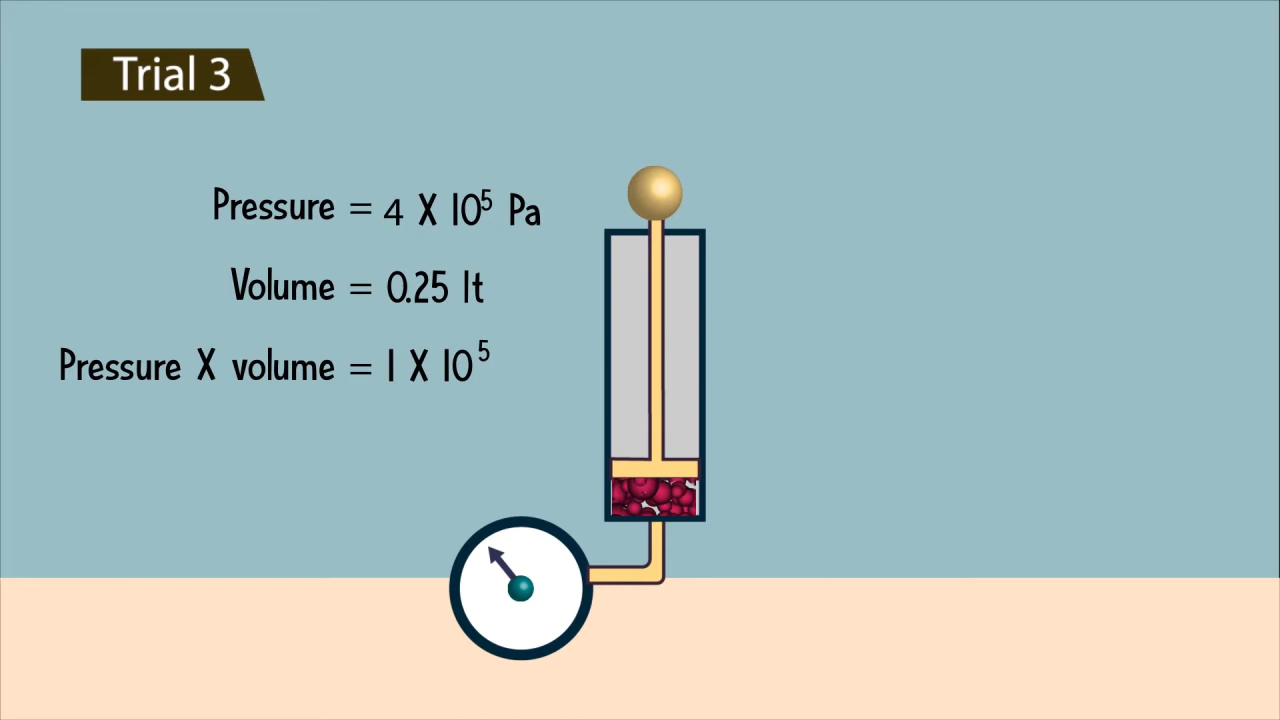 Trial 3
Pressure = 4 X 10⁵ Pa
Volume = 0.25 lt
Pressure X volume = 1 X 10⁵